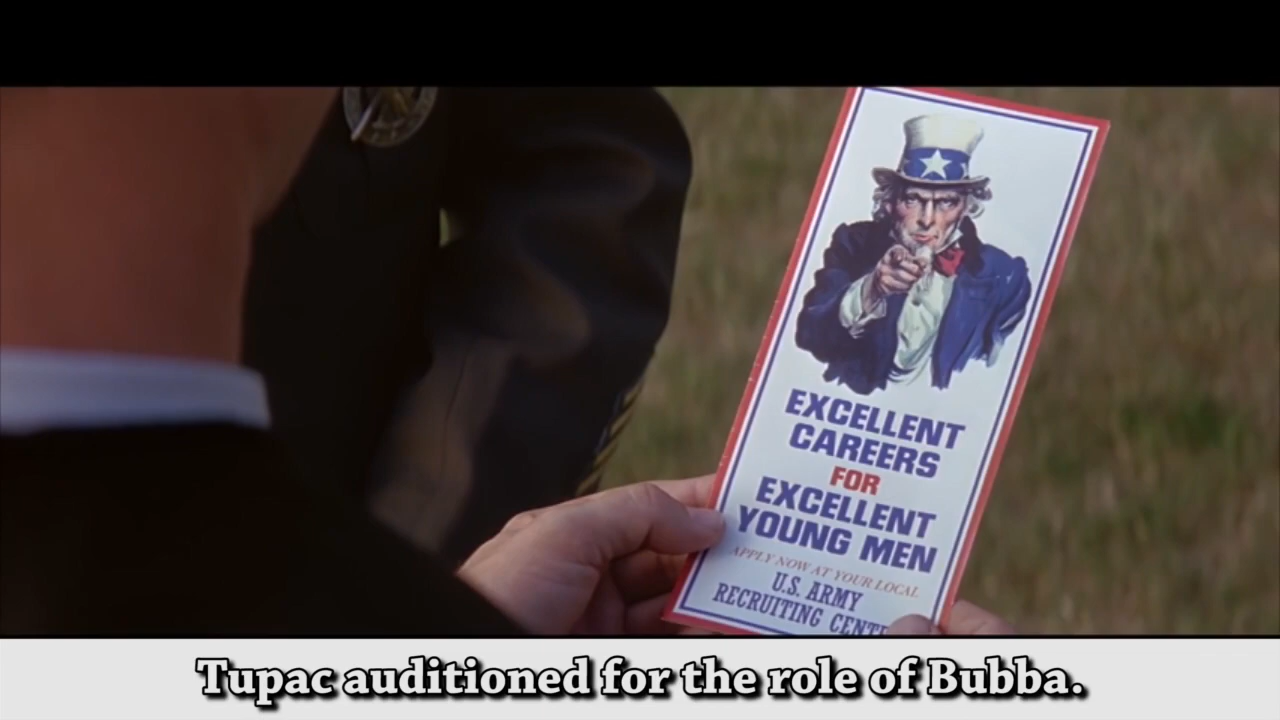 EXCELLENT
CAREERS
FOR
EXCELLENT
YOUNG MEN
APPLY NOW AT YOUR LOCAL
U.S. ARMY
RECRUITING
Tupac auditioned for the role of Bubba.